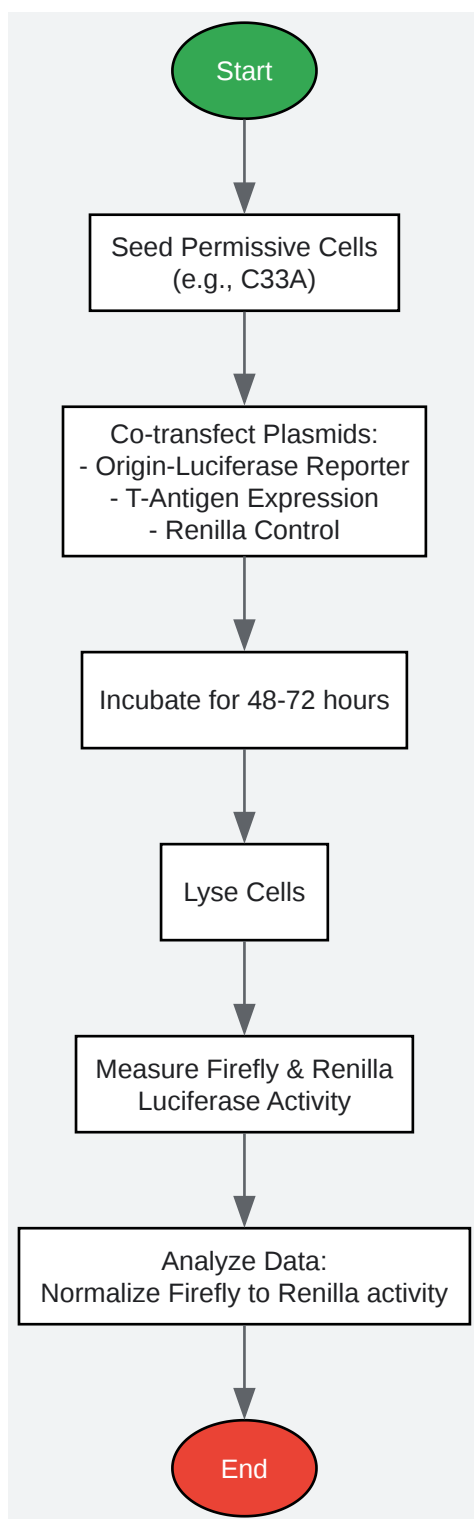 Start
Seed Permissive Cells
(e.g., C33A)
Co-transfect Plasmids:
- Origin-Luciferase Reporter
- T-Antigen Expression
- Renilla Control
Incubate for 48-72 hours
Lyse Cells
Measure Firefly & Renilla
Luciferase Activity
Analyze Data:
Normalize Firefly to Renilla activity
End